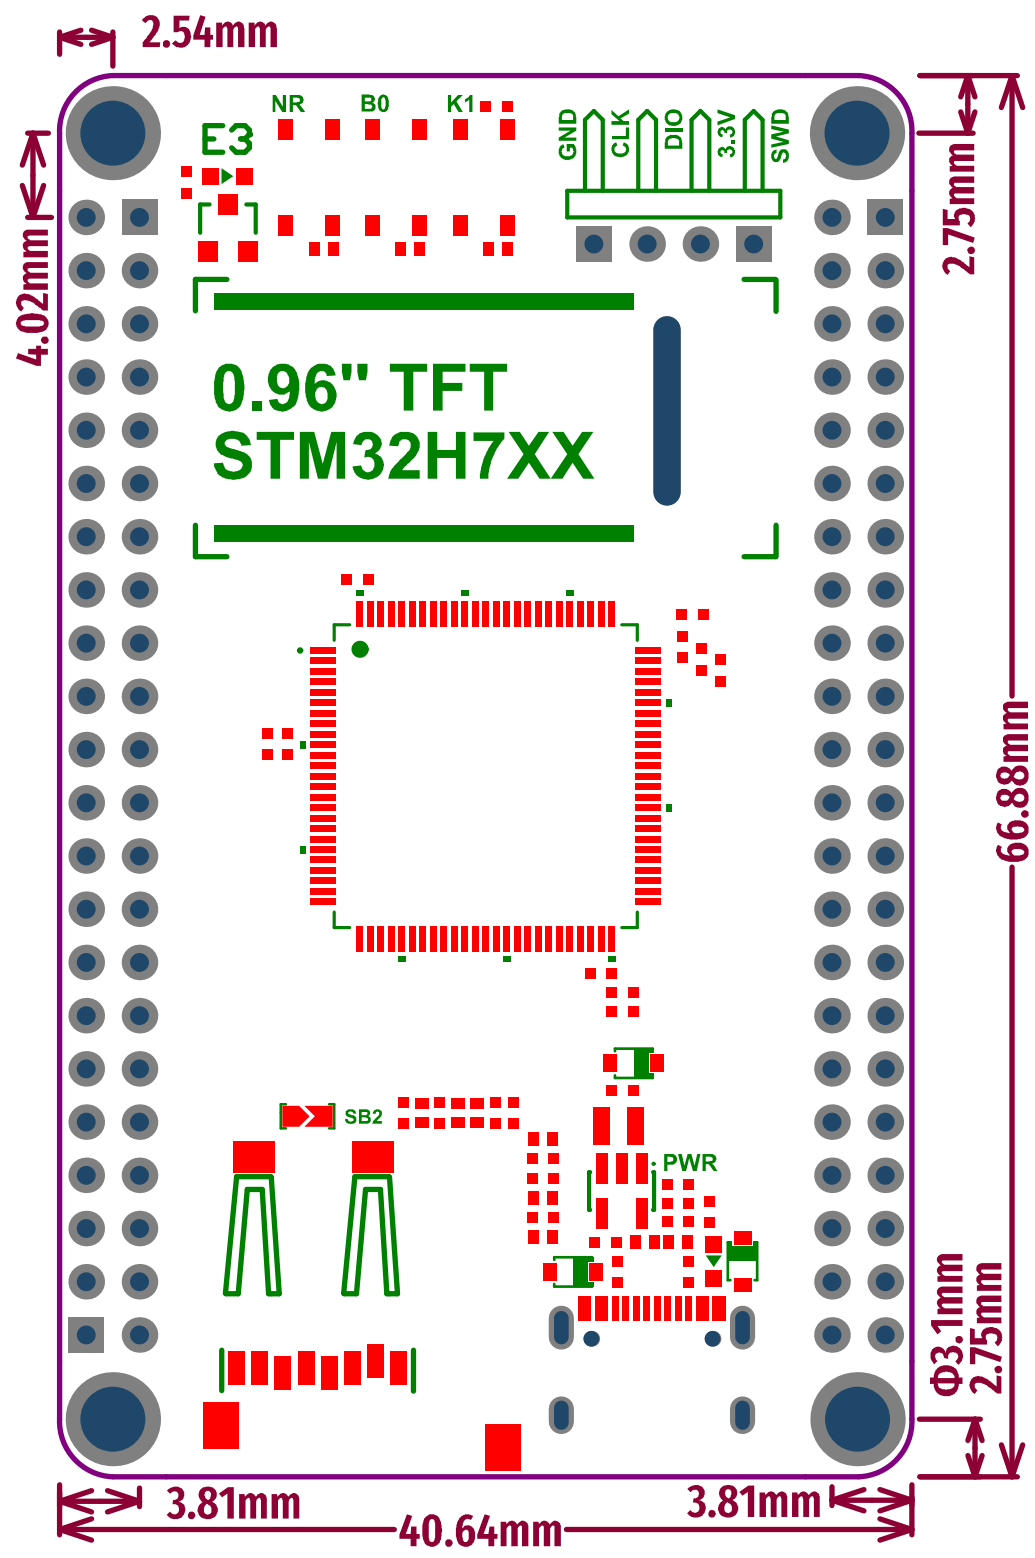 2.54mm
NR
B0
K1
E3
GND
CLK
DIO
3.3V
SWD
2.75mm
4.02mm
0.96" TFT
STM32H7XX
66.88mm
SB2
PWR
Φ3.1mm
2.75mm
3.81mm
3.81mm
40.64mm